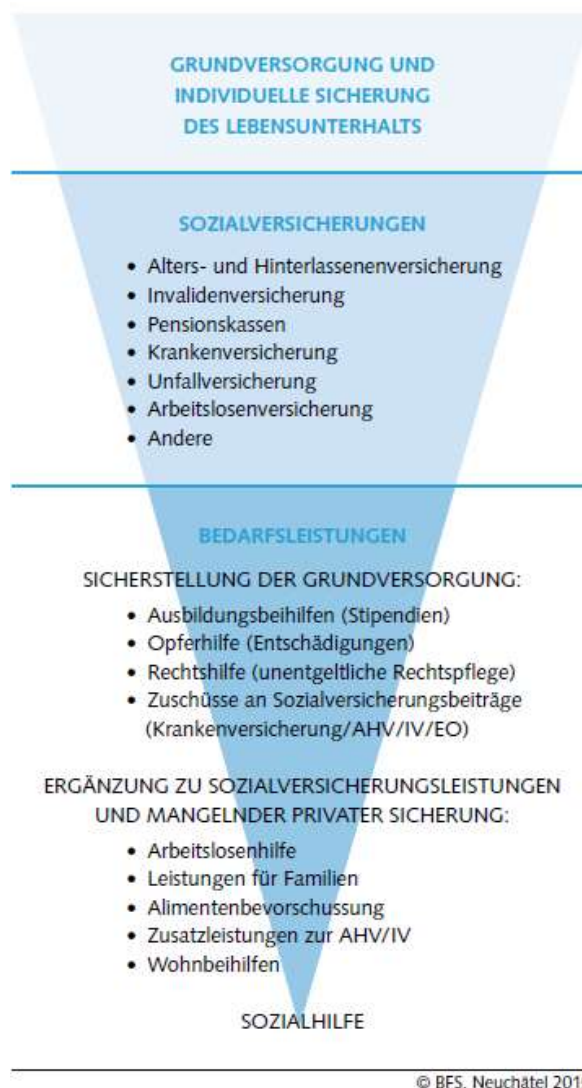 GRUNDVERSORGUNG UND
INDIVIDUELLE SICHERUNG
DES LEBENSUNTERHALTS
SOZIALVERSICHERUNGEN
• Alters- und Hinterlassenenversicherung
• Invalidenversicherung
• Pensionskassen
• Krankenversicherung
• Unfallversicherung
• Arbeitslosenversicherung
• Andere
BEDARFSLEISTUNGEN
SICHERSTELLUNG DER GRUNDVERSORGUNG:
• Ausbildungsbeihilfen (Stipendien)
• Opferhilfe (Entschädigungen)
• Rechtshilfe (unentgeltliche Rechtspflege)
• Zuschüsse an Sozialversicherungsbeiträge
(Krankenversicherung/AHV/IV/EO)
ERGÄNZUNG ZU SOZIALVERSICHERUNGSLEISTUNGEN
UND MANGELNDER PRIVATER SICHERUNG:
• Arbeitslosenhilfe
• Leistungen für Familien
• Alimentenbevorschussung
• Zusatzleistungen zur AHV/IV
• Wohnbeihilfen
SOZIALHILFE
© BFS, Neuchâtel